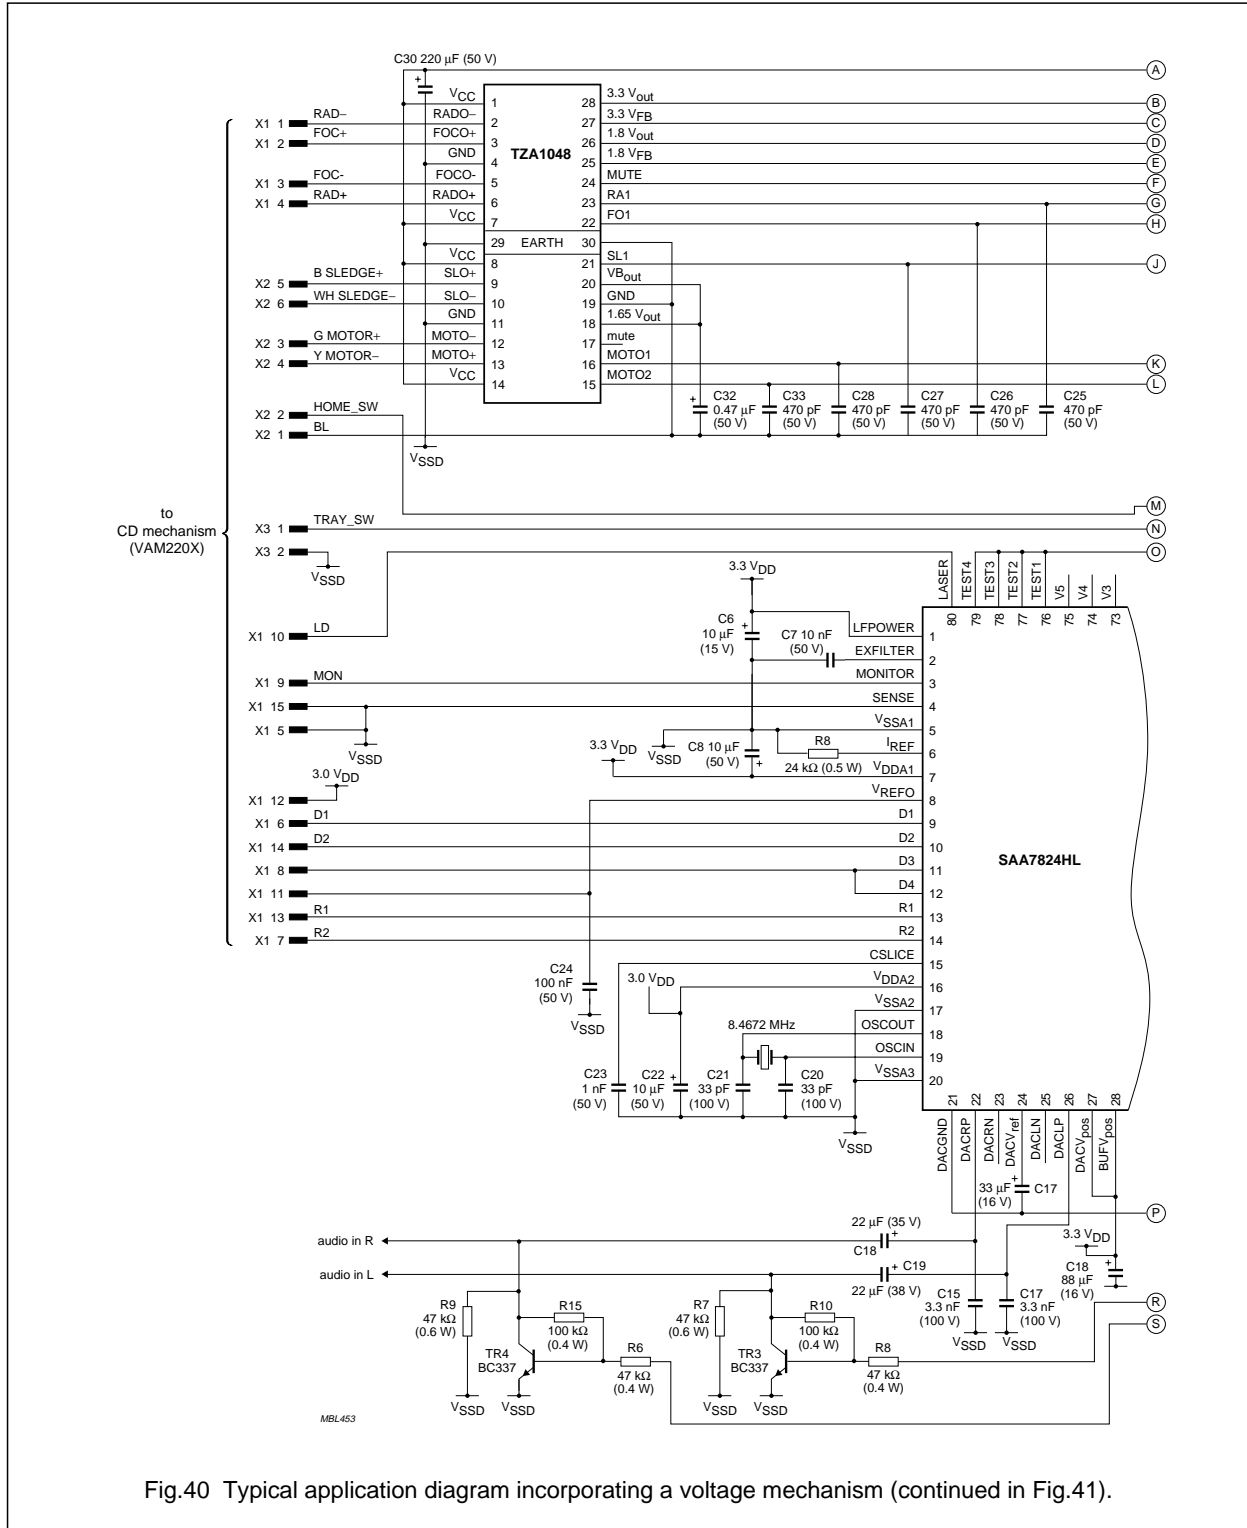 C30 220 μF (50 V)
A
VCC 1 28 3.3 Vout B
X1 1 RAD− RADO− 2 27 3.3 VFB C
X1 2 FOC+ FOCO+ 3 TZA1048 26 1.8 Vout D
GND 4 25 1.8 VFB E
X1 3 FOC- FOCO- 5 24 MUTE F
X1 4 RAD+ RADO+ 6 23 RA1 G
VCC 7 22 FO1 H
29 EARTH 30
VCC 8 21 SL1 J
X2 5 B SLEDGE+ SLO+ 9 20 VBout
X2 6 WH SLEDGE− SLO− 10 19 GND
GND 11 18 1.65 Vout
X2 3 G MOTOR+ MOTO− 12 17 mute
X2 4 Y MOTOR− MOTO+ 13 16 MOTO1 K
VCC 14 15 MOTO2 L
C32 C33 C28 C27 C26 C25
0.47 μF 470 pF 470 pF 470 pF 470 pF 470 pF
(50 V) (50 V) (50 V) (50 V) (50 V) (50 V)
X2 2 HOME_SW
X2 1 BL
VSSD
M
to
CD mechanism
(VAM220X)
X3 1 TRAY_SW N
X3 2 O
VSSD
LASER TEST4 TEST3 TEST2 TEST1 V5 V4 V3
80 79 78 77 76 75 74 73
3.3 VDD
X1 10 LD
C6
10 μF
(15 V)
C7 10 nF
(50 V)
LFPOWER 1
EXFILTER 2
X1 9 MON MONITOR 3
X1 15 SENSE 4
X1 5 VSSA1 5
VSSD
3.3 VDD
VSSD
C8 10 μF
(50 V)
R8
24 kΩ (0.5 W)
IREF 6
VDDA1 7
3.0 VDD
X1 12 VREFO 8
X1 6 D1 D1 9
X1 14 D2 D2 10
X1 8 D3 11
SAA7824HL
X1 11 D4 12
X1 13 R1 R1 13
X1 7 R2 R2 14
CSLICE 15
C24
100 nF
(50 V)
VSSD
3.0 VDD
VDDA2 16
VSSA2 17
8.4672 MHz
OSCOUT 18
OSCIN 19
VSSA3 20
C23
1 nF
(50 V)
C22
10 μF
(50 V)
C21
33 pF
(100 V)
C20
33 pF
(100 V)
VSSD
21 22 23 24 25 26 27 28
DACGND DACRP DACRN DACVref DACLN DACLP DACVpos BUFVpos
33 μF
(16 V)
C17
P
22 μF (35 V)
audio in R
C18
3.3 VDD
audio in L
C19
22 μF (38 V)
C18
88 μF
(16 V)
C15
3.3 nF
(100 V)
C17
3.3 nF
(100 V)
VSSD VSSD
R
S
R9
47 kΩ
(0.6 W)
R15
100 kΩ
(0.4 W)
R7
47 kΩ
(0.6 W)
R10
100 kΩ
(0.4 W)
TR4
BC337
R6
47 kΩ
(0.4 W)
TR3
BC337
R8
47 kΩ
(0.4 W)
VSSD VSSD VSSD VSSD
MBL453
Fig.40 Typical application diagram incorporating a voltage mechanism (continued in Fig.41).